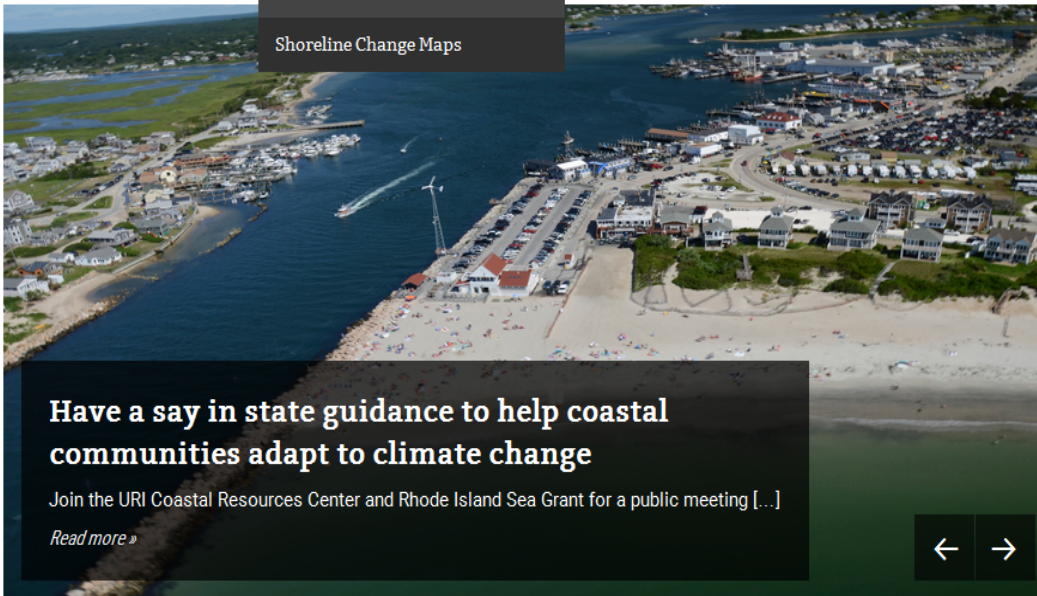 Shoreline Change Maps
Have a say in state guidance to help coastal
communities adapt to climate change
Join the URI Coastal Resources Center and Rhode Island Sea Grant for a public meeting [...]
Read more »